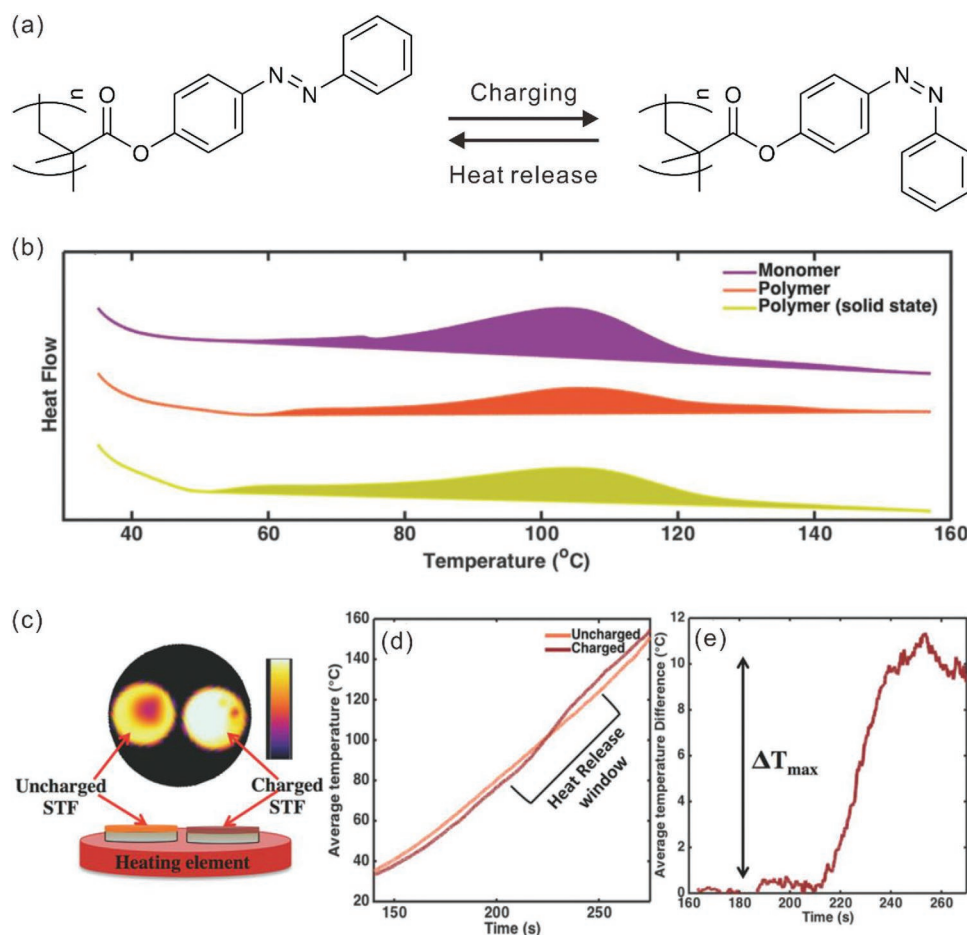 (a)
n
N
N
O
O
Charging
Heat release
n
N
N
O
O
(b)
Monomer
Polymer
Polymer (solid state)
Heat Flow
40 60 80 100 120 140 160
Temperature (°C)
(c)
Uncharged
STF
Charged
STF
Heating element
(d)
Uncharged
Charged
Average temperature (°C)
160
140
120
100
80
60
40
20
Heat Release
window
150 200 250
Time (s)
(e)
Average temperature Difference (°C)
12
10
8
6
4
2
0
ΔTmax
160 180 200 220 240 260
Time (s)